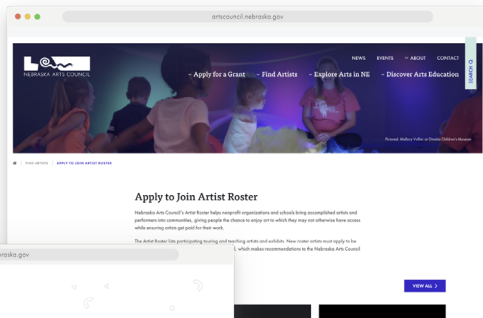 artscouncil.nebraska.gov
NEWS EVENTS ~ ABOUT CONTACT
SEARCH
NEBRASKA ARTS COUNCIL
~ Apply for a Grant ~ Find Artists ~ Explore Arts in NE ~ Discover Arts Education
Pictured: Mallory Vallier at Omaha Children's Museum
FIND ARTISTS | APPLY TO JOIN ARTIST ROSTER
Apply to Join Artist Roster
Nebraska Arts Council's Artist Roster helps nonprofit organizations and schools bring accomplished artists and
performers into communities, giving people the chance to enjoy art to which they may not otherwise have access
while ensuring artists get paid for their work.
The Artist Roster lists participating touring and teaching artists and exhibits. New roster artists must apply to be
, which makes recommendations to the Nebraska Arts Council
raska.gov
VIEW ALL >